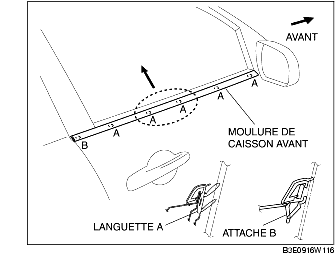 AVANT
A
A
A
A
A
B
MOULURE DE
CAISSON AVANT
LANGUETTE A
ATTACHE B
B3E0916W116